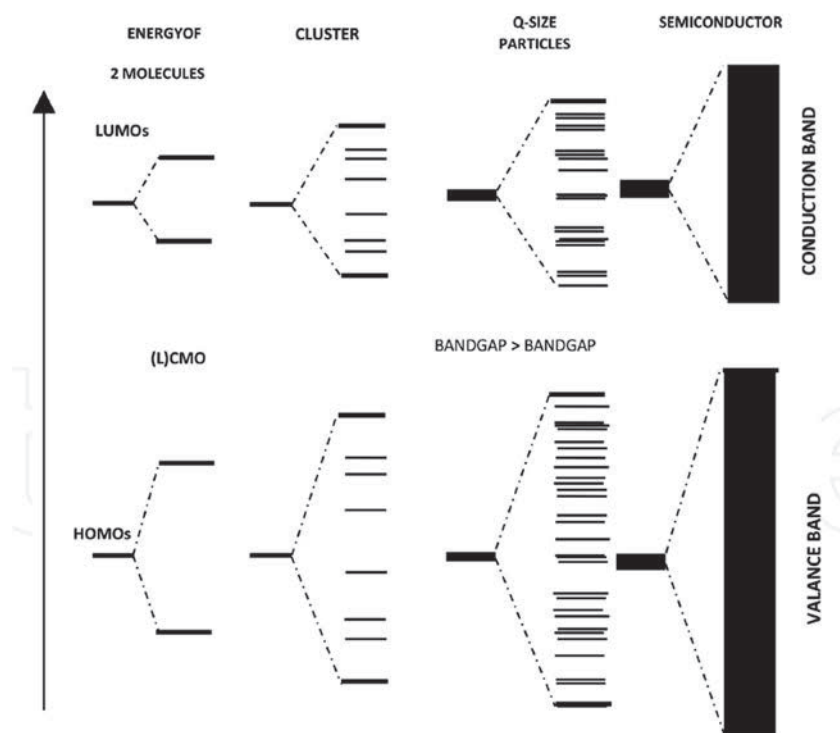 ENERGYOF
2 MOLECULES
CLUSTER
Q-SIZE
PARTICLES
SEMICONDUCTOR
LUMOs
CONDUCTION BAND
(L)CMO
BANDGAP > BANDGAP
HOMOs
VALANCE BAND